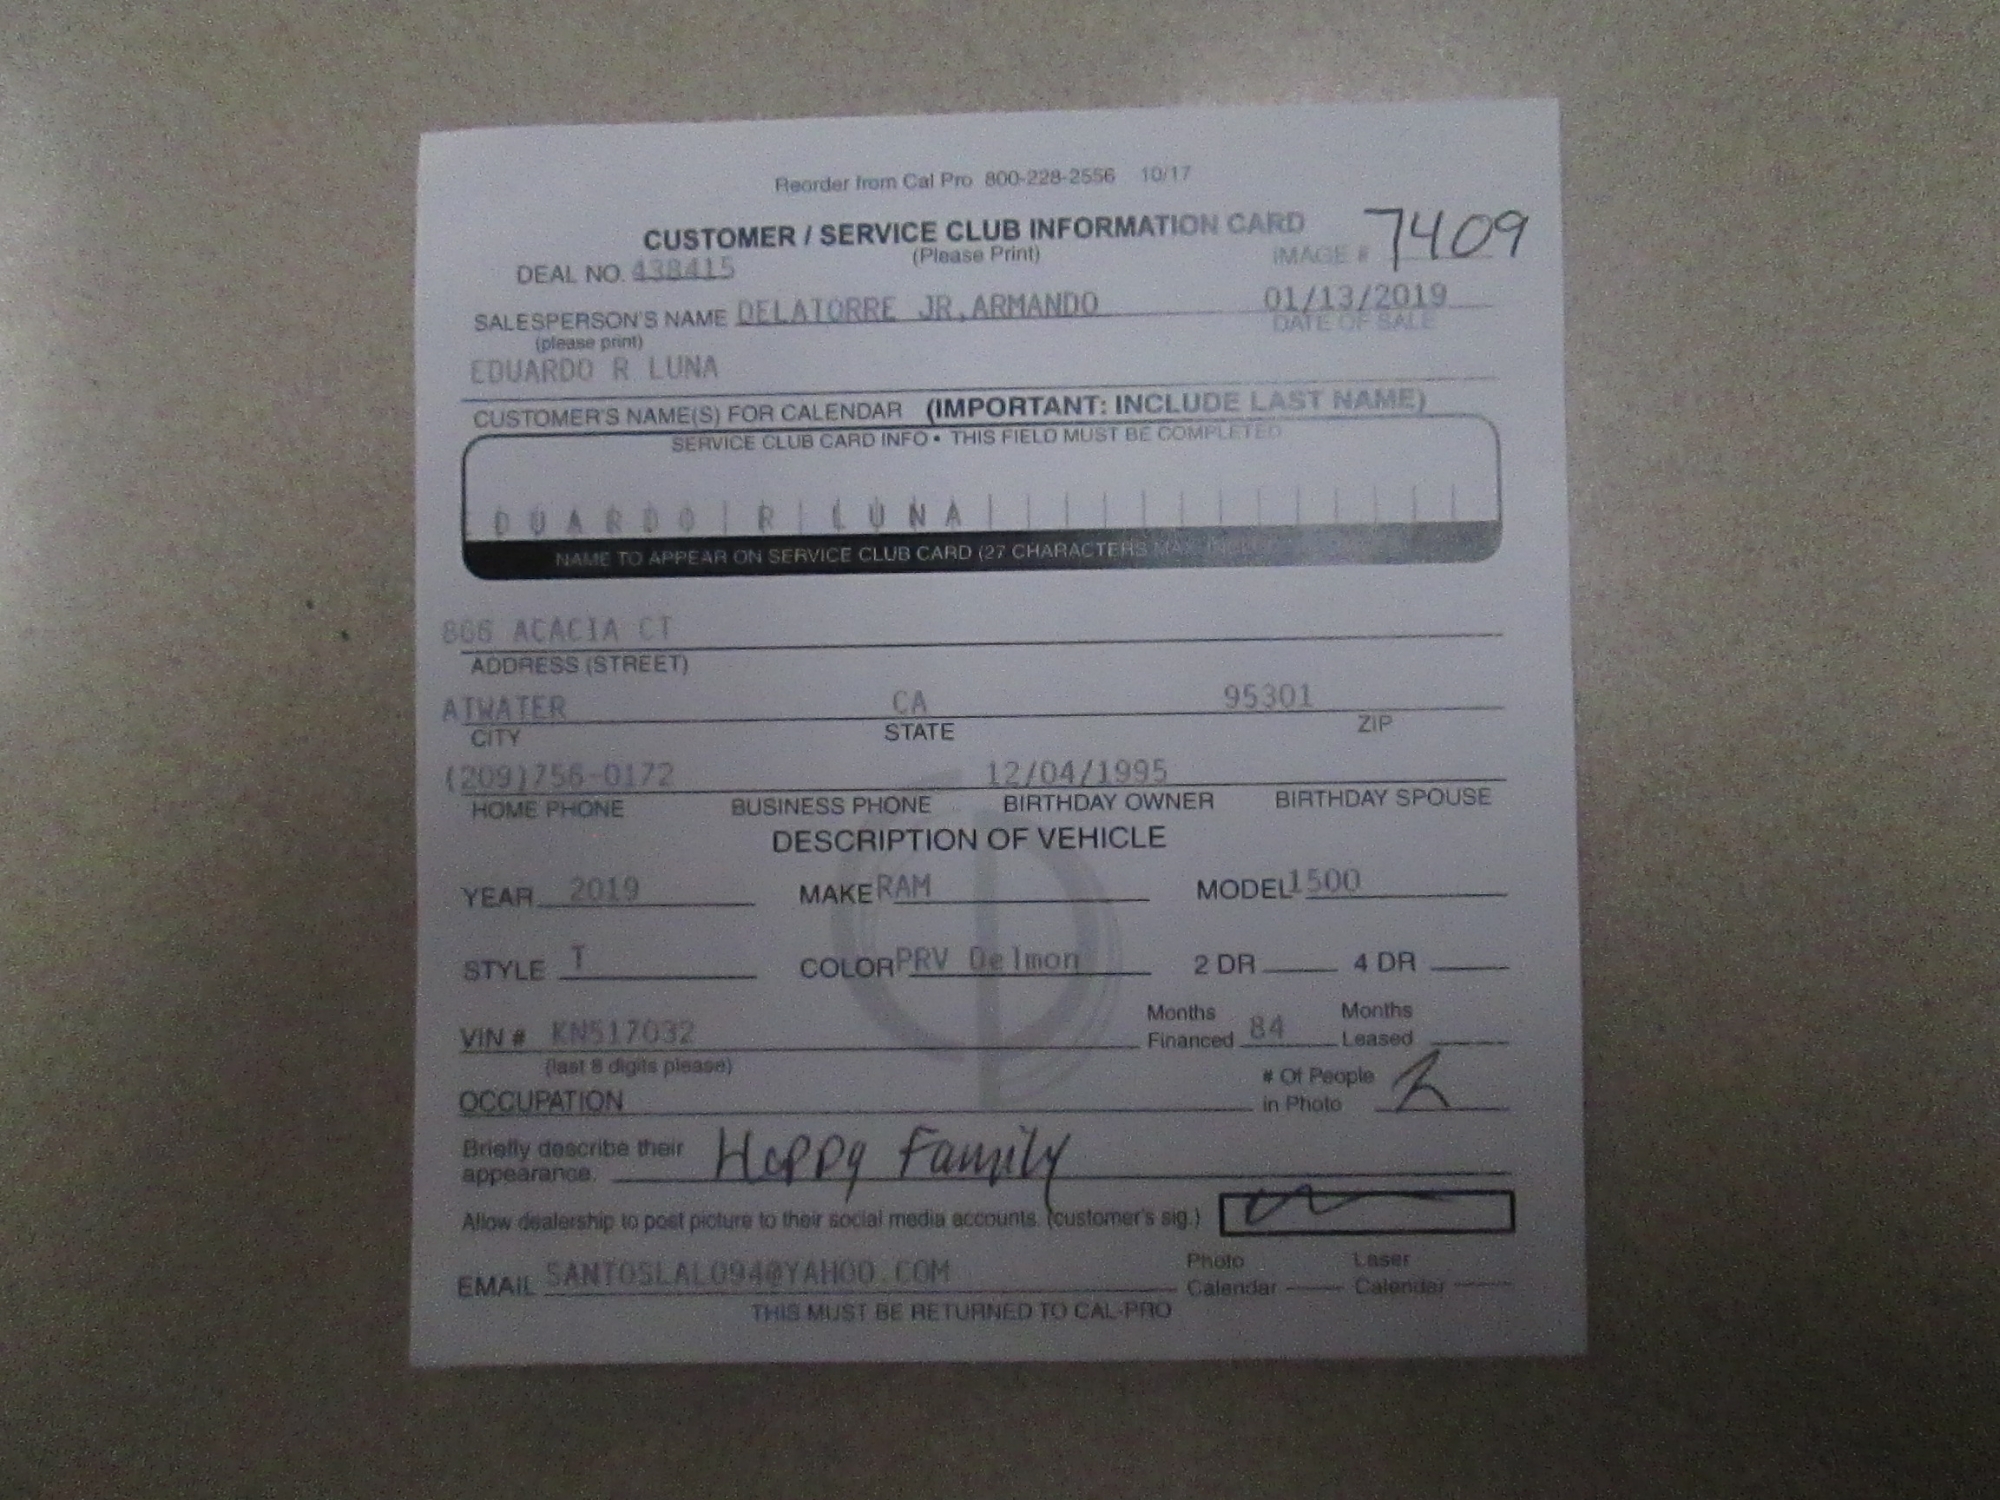 Reorder from Cal Pro 800-228-2556 10/17
CUSTOMER / SERVICE CLUB INFORMATION CARD
(Please Print)
IMAGE # 7409
DEAL NO. 438415
SALESPERSON'S NAME DELATORRE JR,ARMANDO 01/13/2019
(please print) DATE OF SALE
EDUARDO R LUNA
CUSTOMER'S NAME(S) FOR CALENDAR (IMPORTANT: INCLUDE LAST NAME)
SERVICE CLUB CARD INFO • THIS FIELD MUST BE COMPLETED
D U A R D O R L U N A
NAME TO APPEAR ON SERVICE CLUB CARD (27 CHARACTERS MAX
866 ACACIA CT
ADDRESS (STREET)
ATWATER CA 95301
CITY STATE ZIP
(209)756-0172 12/04/1995
HOME PHONE BUSINESS PHONE BIRTHDAY OWNER BIRTHDAY SPOUSE
DESCRIPTION OF VEHICLE
YEAR 2019 MAKE RAM MODEL 1500
STYLE T COLOR PRV Delmon 2 DR 4 DR
VIN # KN517032 Months Financed 84 Months Leased
(last 8 digits please)
OCCUPATION # Of People in Photo 2
Briefly describe their appearance. Happy Family
Allow dealership to post picture to their social media accounts. (customer's sig.)
EMAIL SANTOSLALO94@YAHOO.COM Photo Calendar Laser Calendar
THIS MUST BE RETURNED TO CAL-PRO